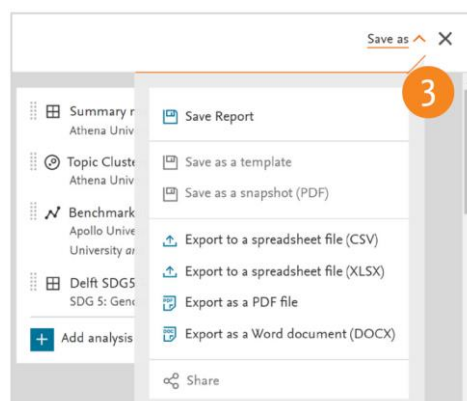 Save as
3
Summary
Athena Univ
Topic Cluste
Athena Univ
Benchmark
Apollo Unive
University an
Delft SDG5
SDG 5: Gen
Add analysis
Save Report
Save as a template
Save as a snapshot (PDF)
Export to a spreadsheet file (CSV)
Export to a spreadsheet file (XLSX)
Export as a PDF file
Export as a Word document (DOCX)
Share